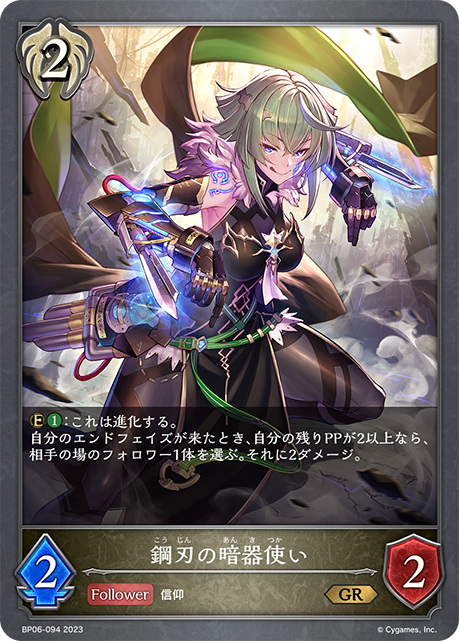 2
E 1：これは進化する。
自分のエンドフェイズが来たとき、自分の残りPPが2以上なら、
相手の場のフォロワー1体を選ぶ。それに2ダメージ。
こうじん あんきつか
鋼刃の暗器使い
2 Follower 信仰 GR 2
BP06-094 2023 © Cygames, Inc.